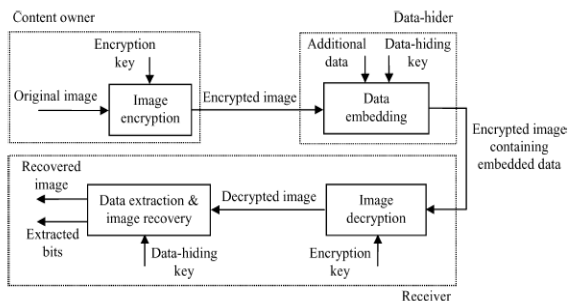 Content owner
Data-hider
Encryption
key
Additional
data
Data-hiding
key
Original image
Image
encryption
Encrypted image
Data
embedding
Encrypted image
containing
embedded data
Recovered
image
Extracted
bits
Data extraction &
image recovery
Decrypted image
Image
decryption
Data-hiding
key
Encryption
key
Receiver